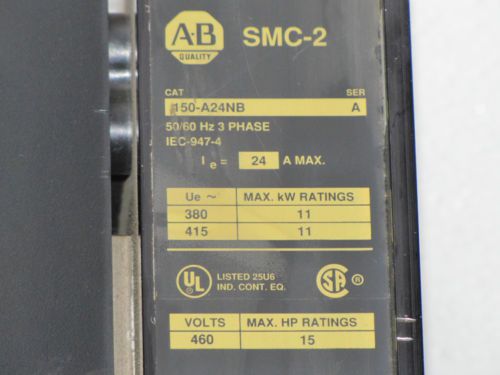 A-B
QUALITY
SMC-2
CAT SER
150-A24NB A
50/60 Hz 3 PHASE
IEC-947-4
Ie = 24 A MAX.
Ue ~ MAX. kW RATINGS
380 11
415 11
UL LISTED 25U6
IND. CONT. EQ.
SA ®
VOLTS MAX. HP RATINGS
460 15